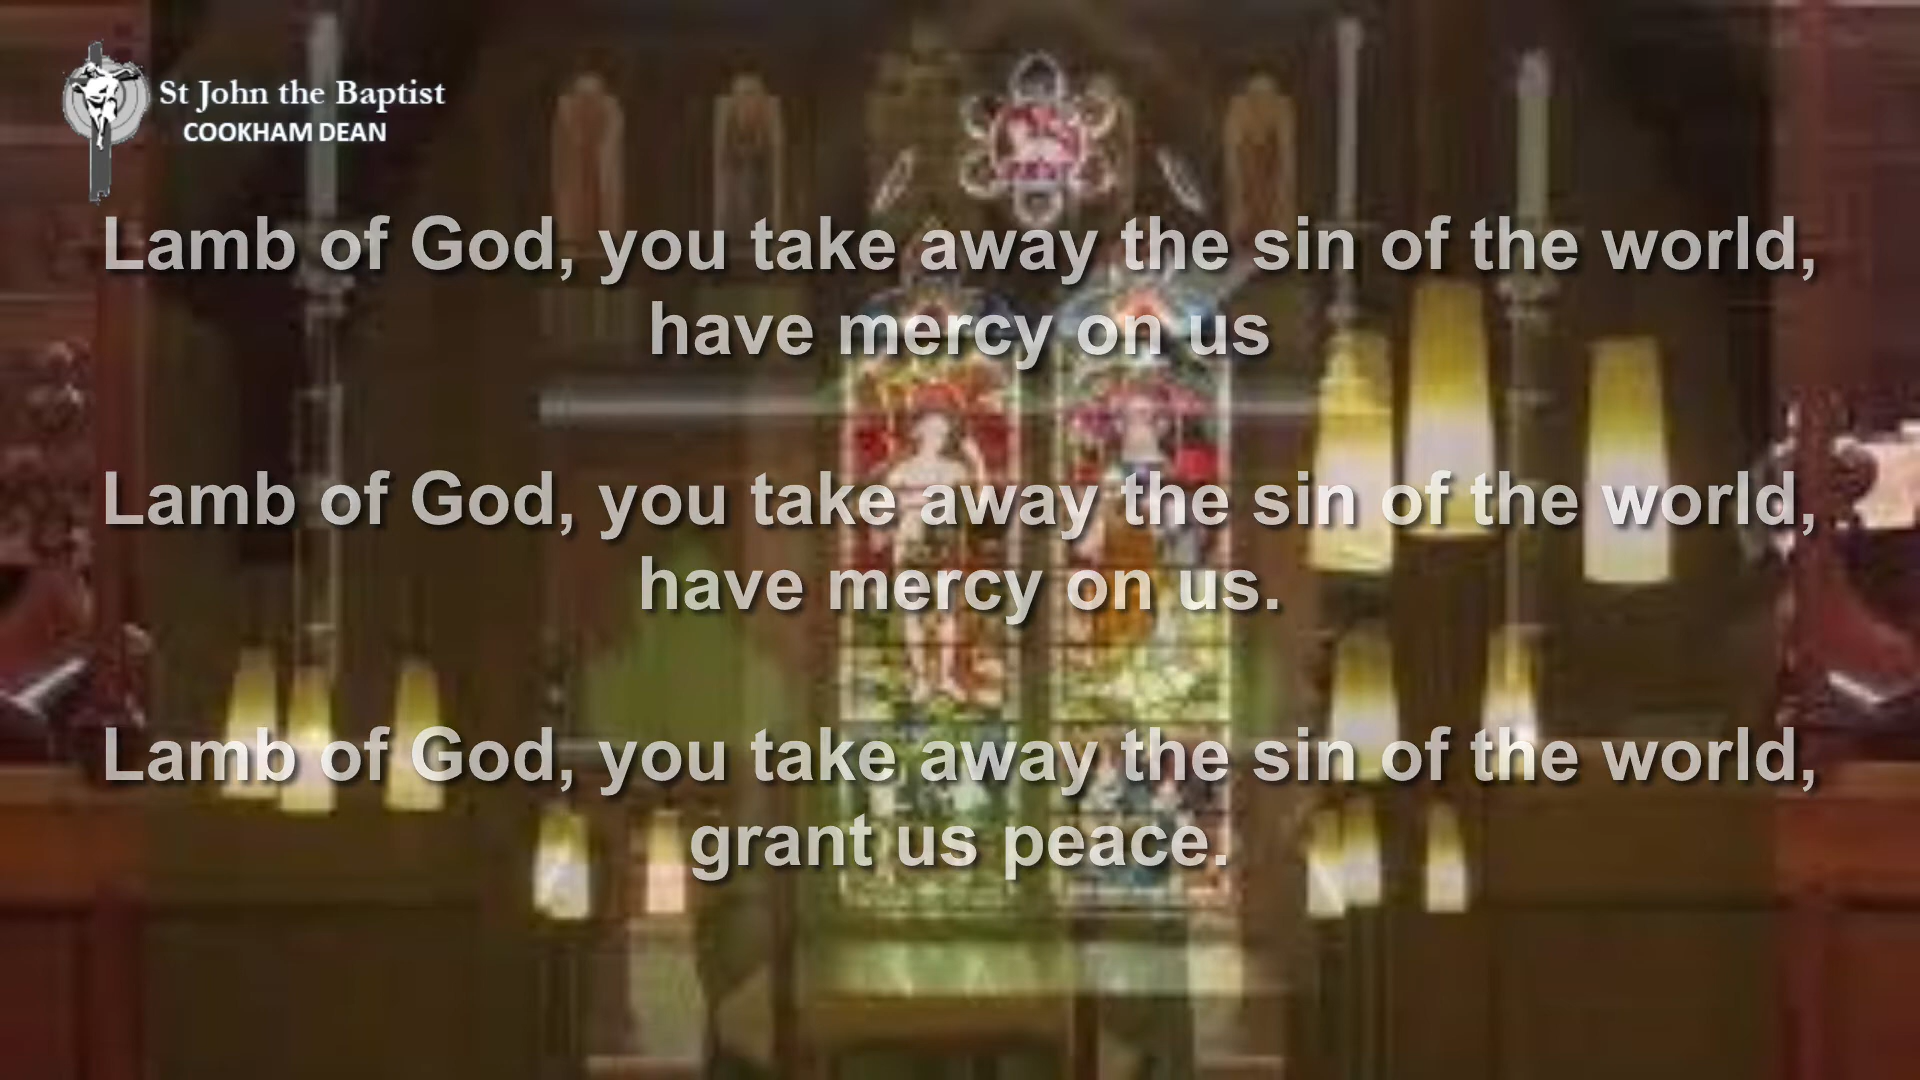 St John the Baptist
COOKHAM DEAN
Lamb of God, you take away the sin of the world,
have mercy on us
Lamb of God, you take away the sin of the world,
have mercy on us.
Lamb of God, you take away the sin of the world,
grant us peace.